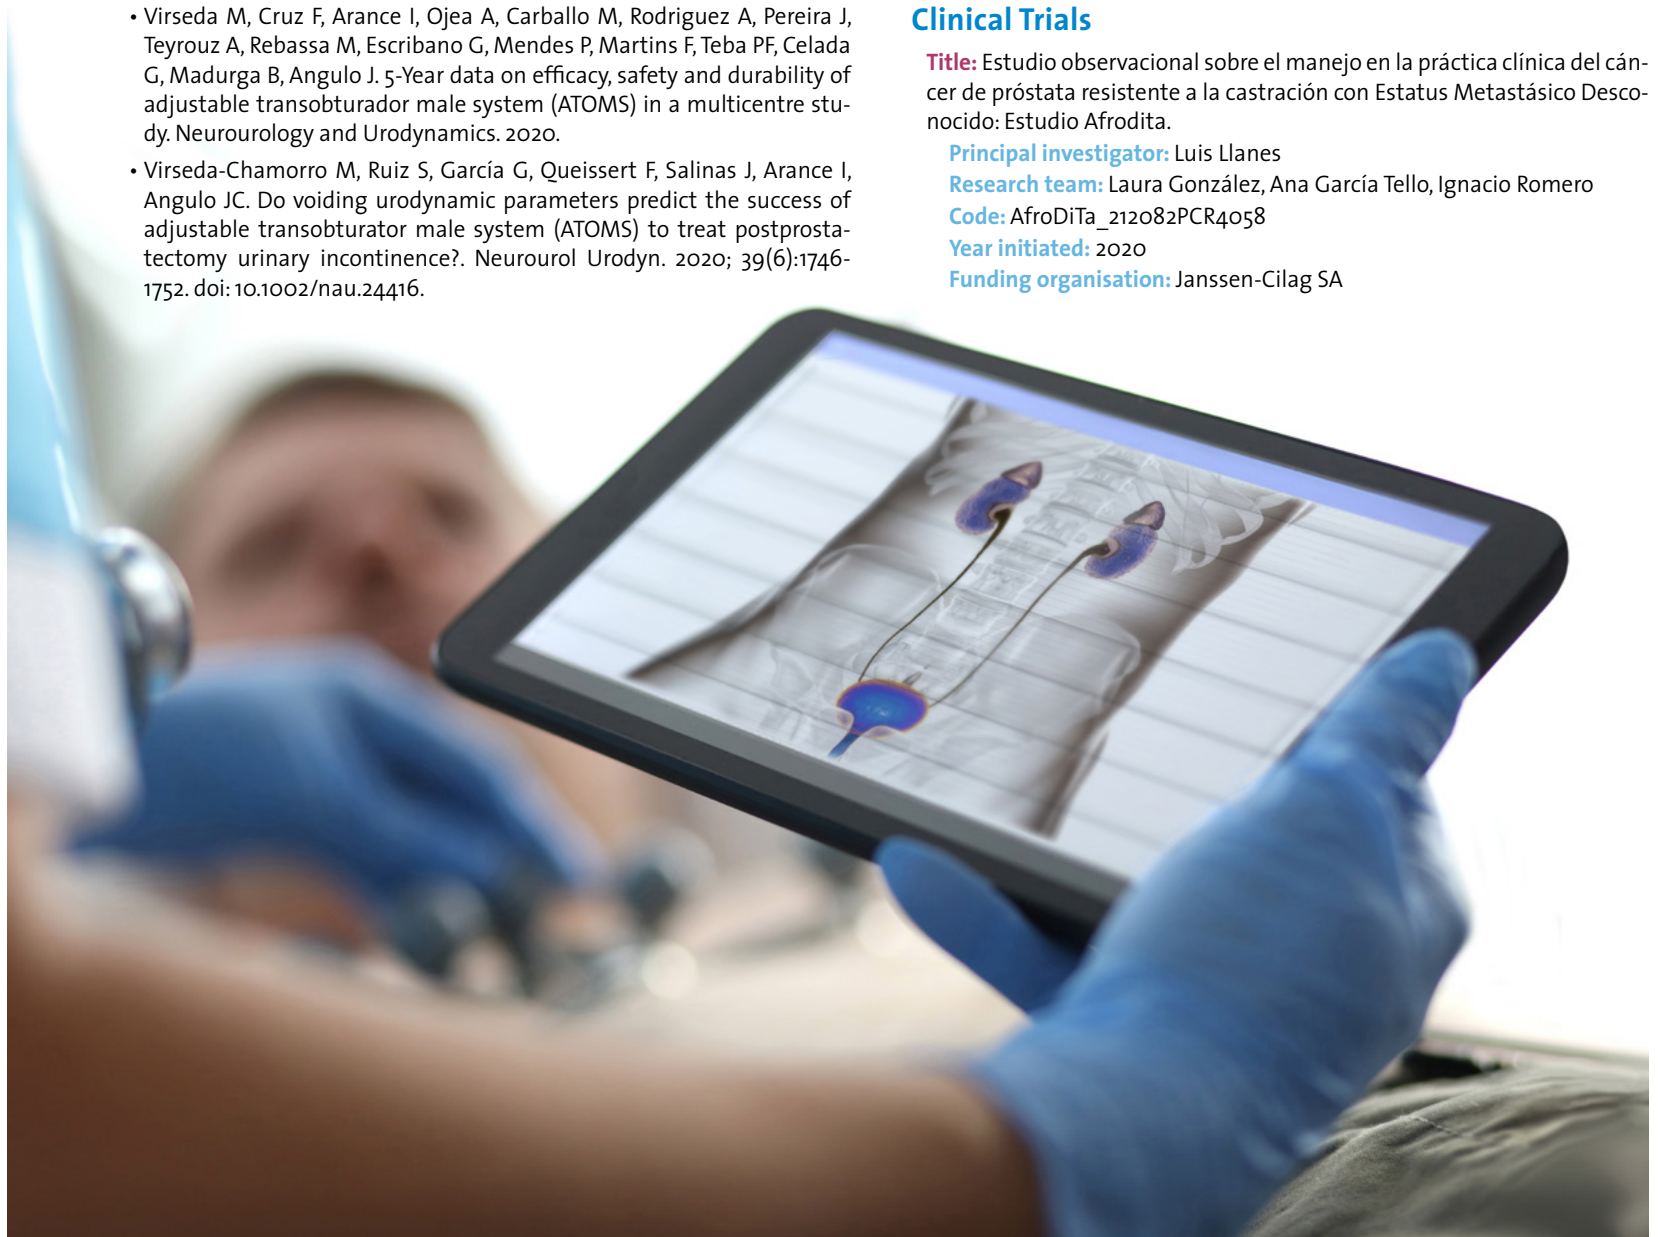 • Virseda M, Cruz F, Arance I, Ojea A, Carballo M, Rodriguez A, Pereira J,
Teyrouz A, Rebassa M, Escribano G, Mendes P, Martins F, Teba PF, Celada
G, Madurga B, Angulo J. 5-Year data on efficacy, safety and durability of
adjustable transobturador male system (ATOMS) in a multicentre stu-
dy. Neurourology and Urodynamics. 2020.
• Virseda-Chamorro M, Ruiz S, García G, Queissert F, Salinas J, Arance I,
Angulo JC. Do voiding urodynamic parameters predict the success of
adjustable transobturator male system (ATOMS) to treat postprosta-
tectomy urinary incontinence?. Neurourol Urodyn. 2020; 39(6):1746-
1752. doi: 10.1002/nau.24416.
Clinical Trials
Title: Estudio observacional sobre el manejo en la práctica clínica del cán-
cer de próstata resistente a la castración con Estatus Metastásico Desco-
nocido: Estudio Afrodita.
Principal investigator: Luis Llanes
Research team: Laura González, Ana García Tello, Ignacio Romero
Code: AfroDiTa_212082PCR4058
Year initiated: 2020
Funding organisation: Janssen-Cilag SA